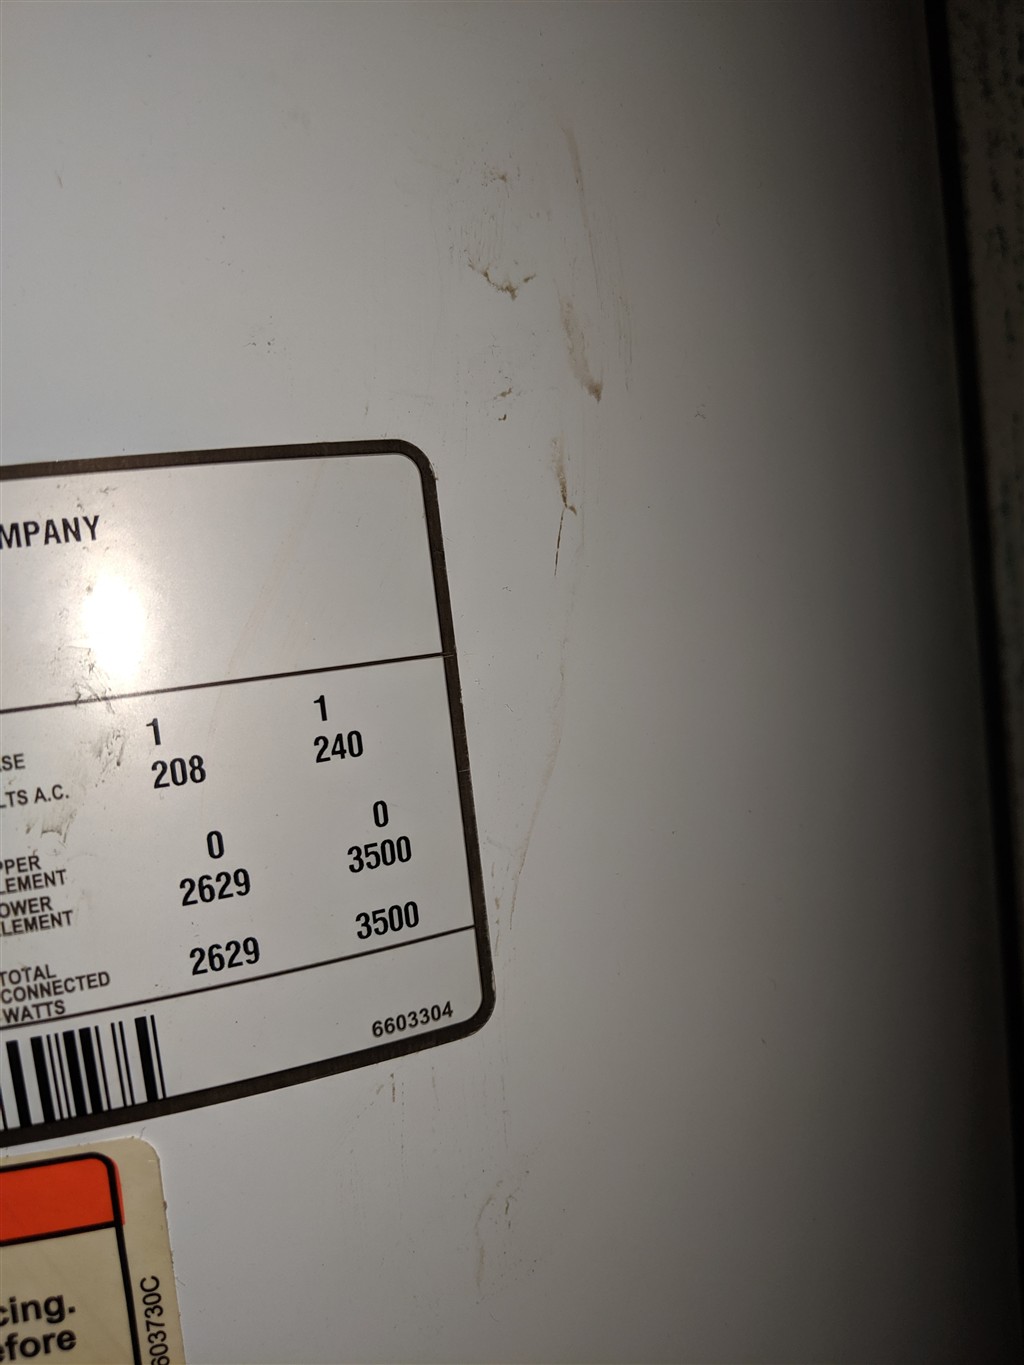 MPANY
1 1
SE 208 240
LTS A.C.
0 0
PPER
LEMENT 2629 3500
OWER
LEMENT
2629 3500
TOTAL
CONNECTED
WATTS
6603304
cing.
efore
603730C